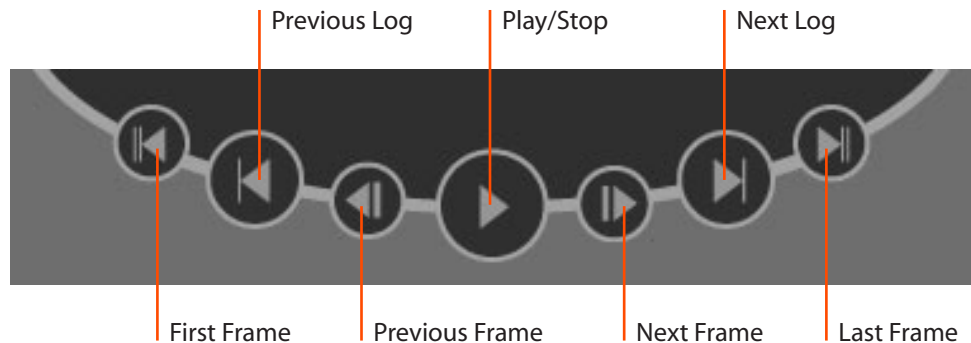 Previous Log
Play/Stop
Next Log
First Frame
Previous Frame
Next Frame
Last Frame